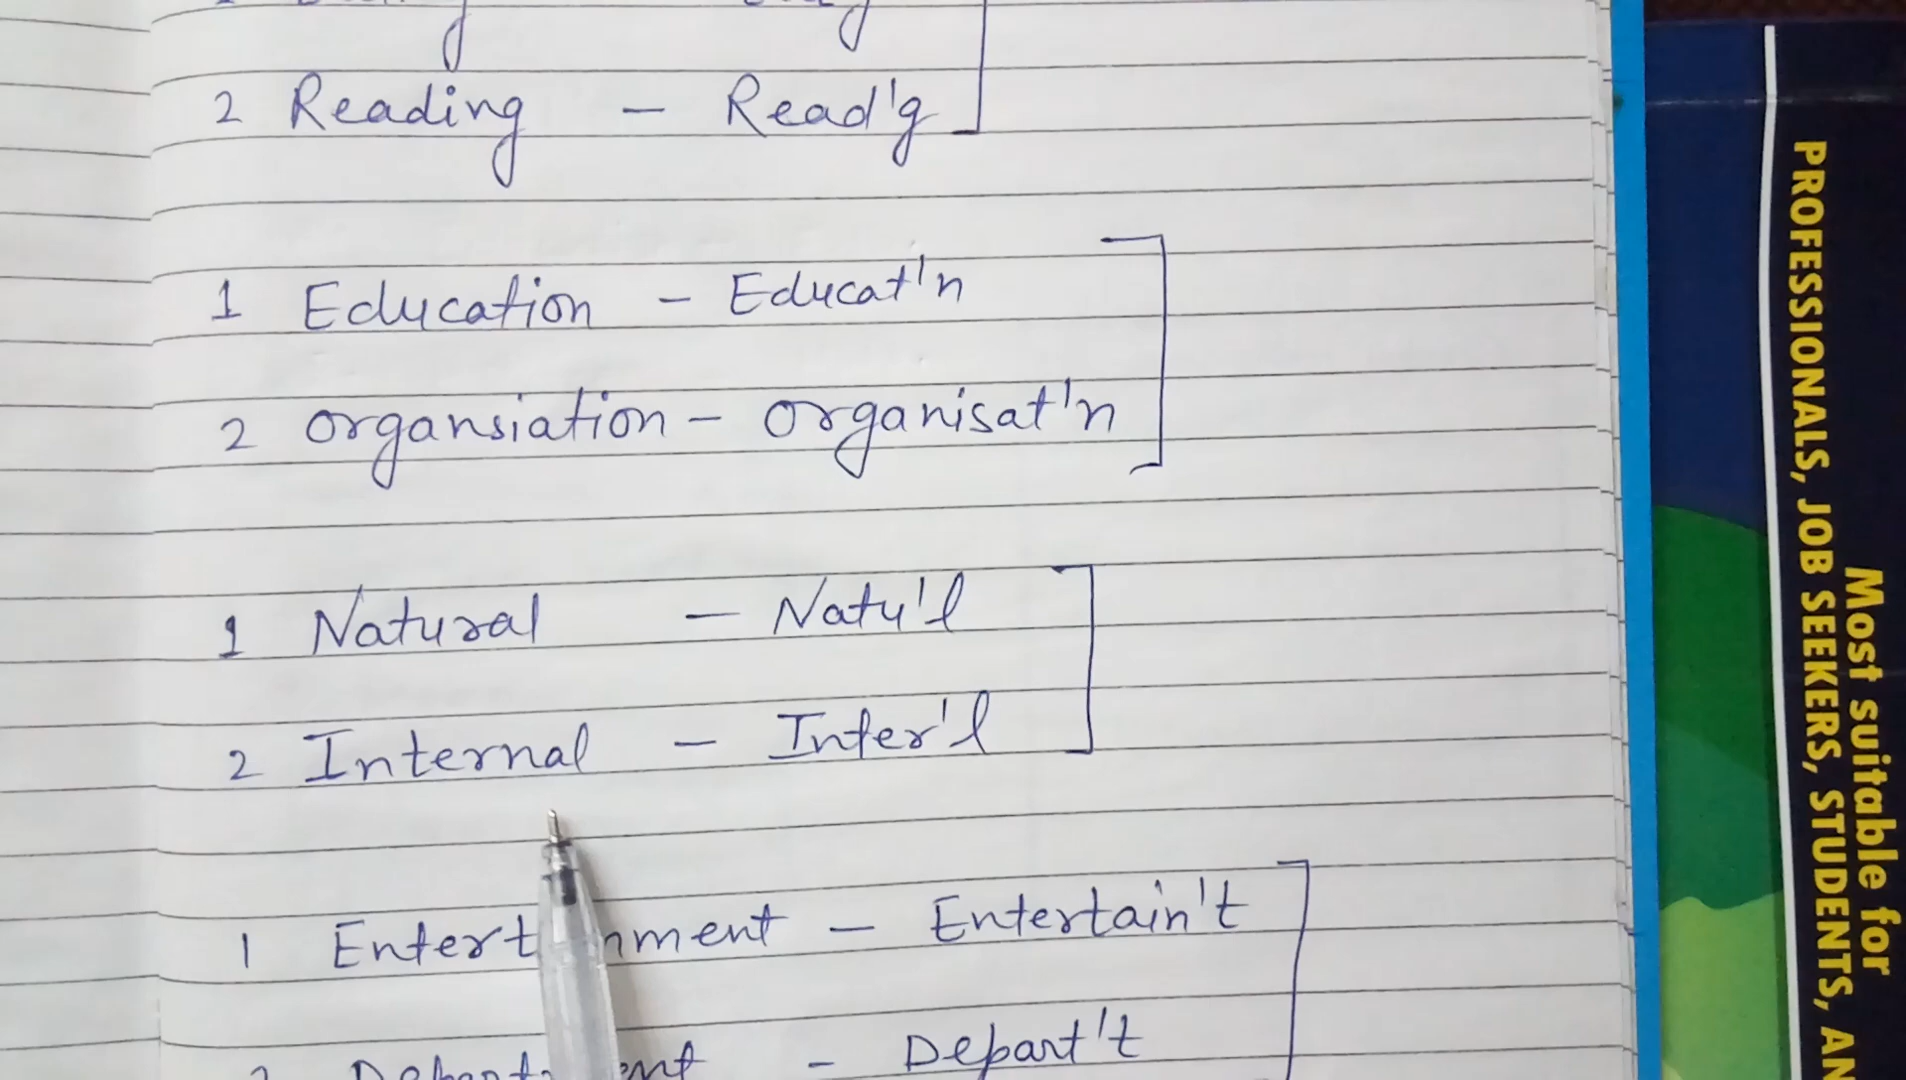 2 Reading – Read'g
1 Education – Educat'n
2 organsiation – organisat'n
1 Natural – Natu'l
2 Internal – Inter'l
1 – Entertain't
– Depart't
Most suitable for
PROFESSIONALS, JOB SEEKERS, STUDENTS,